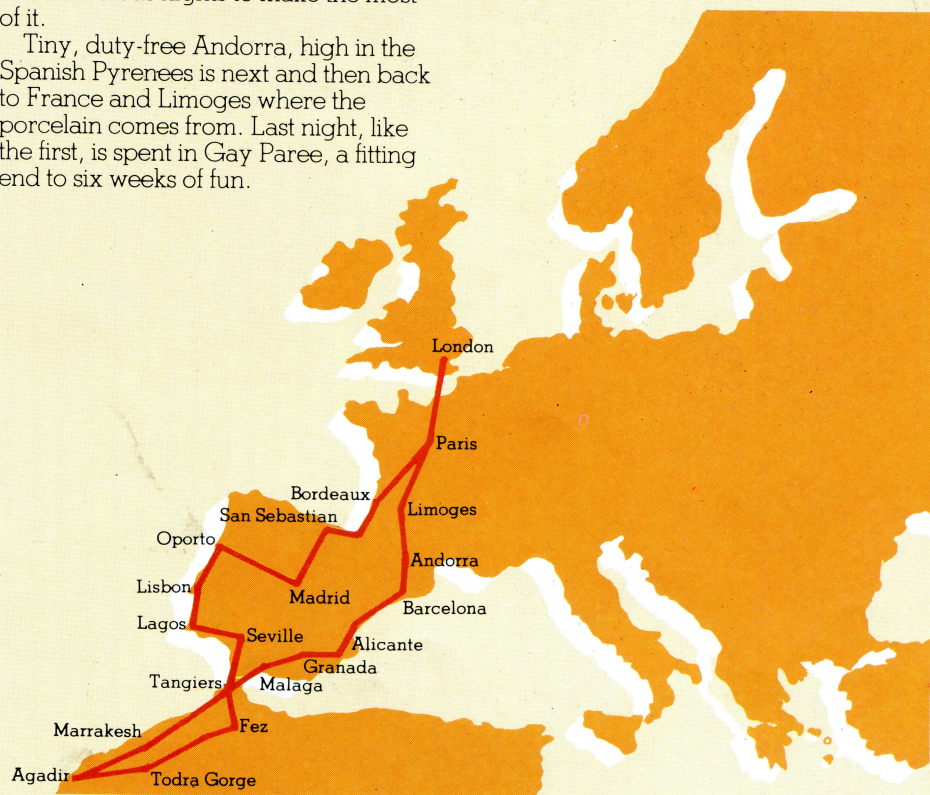 of it.
Tiny, duty-free Andorra, high in the
Spanish Pyrenees is next and then back
to France and Limoges where the
porcelain comes from. Last night, like
the first, is spent in Gay Paree, a fitting
end to six weeks of fun.
London
Paris
Bordeaux
Limoges
San Sebastian
Oporto
Andorra
Lisbon
Madrid
Barcelona
Lagos
Seville
Alicante
Granada
Tangiers
Malaga
Marrakesh
Fez
Agadir
Todra Gorge